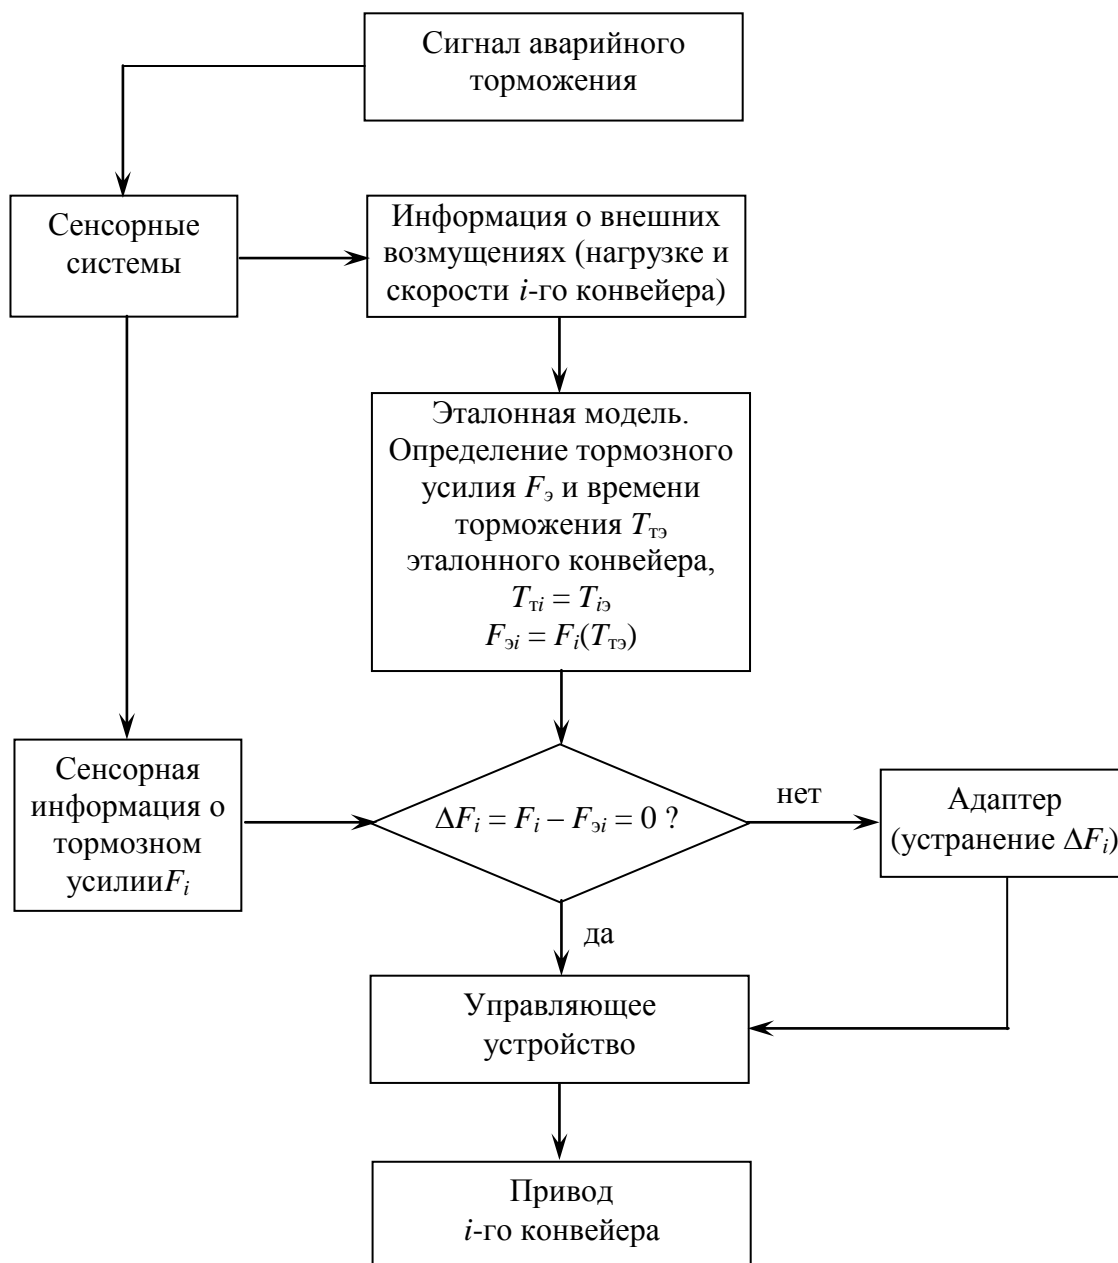 Сигнал аварийного
торможения
Сенсорные
системы
Информация о внешних
возмущениях (нагрузке и
скорости i-го конвейера)
Эталонная модель.
Определение тормозного
усилия Fэ и времени
торможения Tтэ
эталонного конвейера,
Tтi = Tiэ
Fэi = Fi(Tтэ)
Сенсорная
информация о
тормозном
усилииFi
ΔFi = Fi – Fэi = 0 ?
нет
Адаптер
(устранение ΔFi)
да
Управляющее
устройство
Привод
i-го конвейера